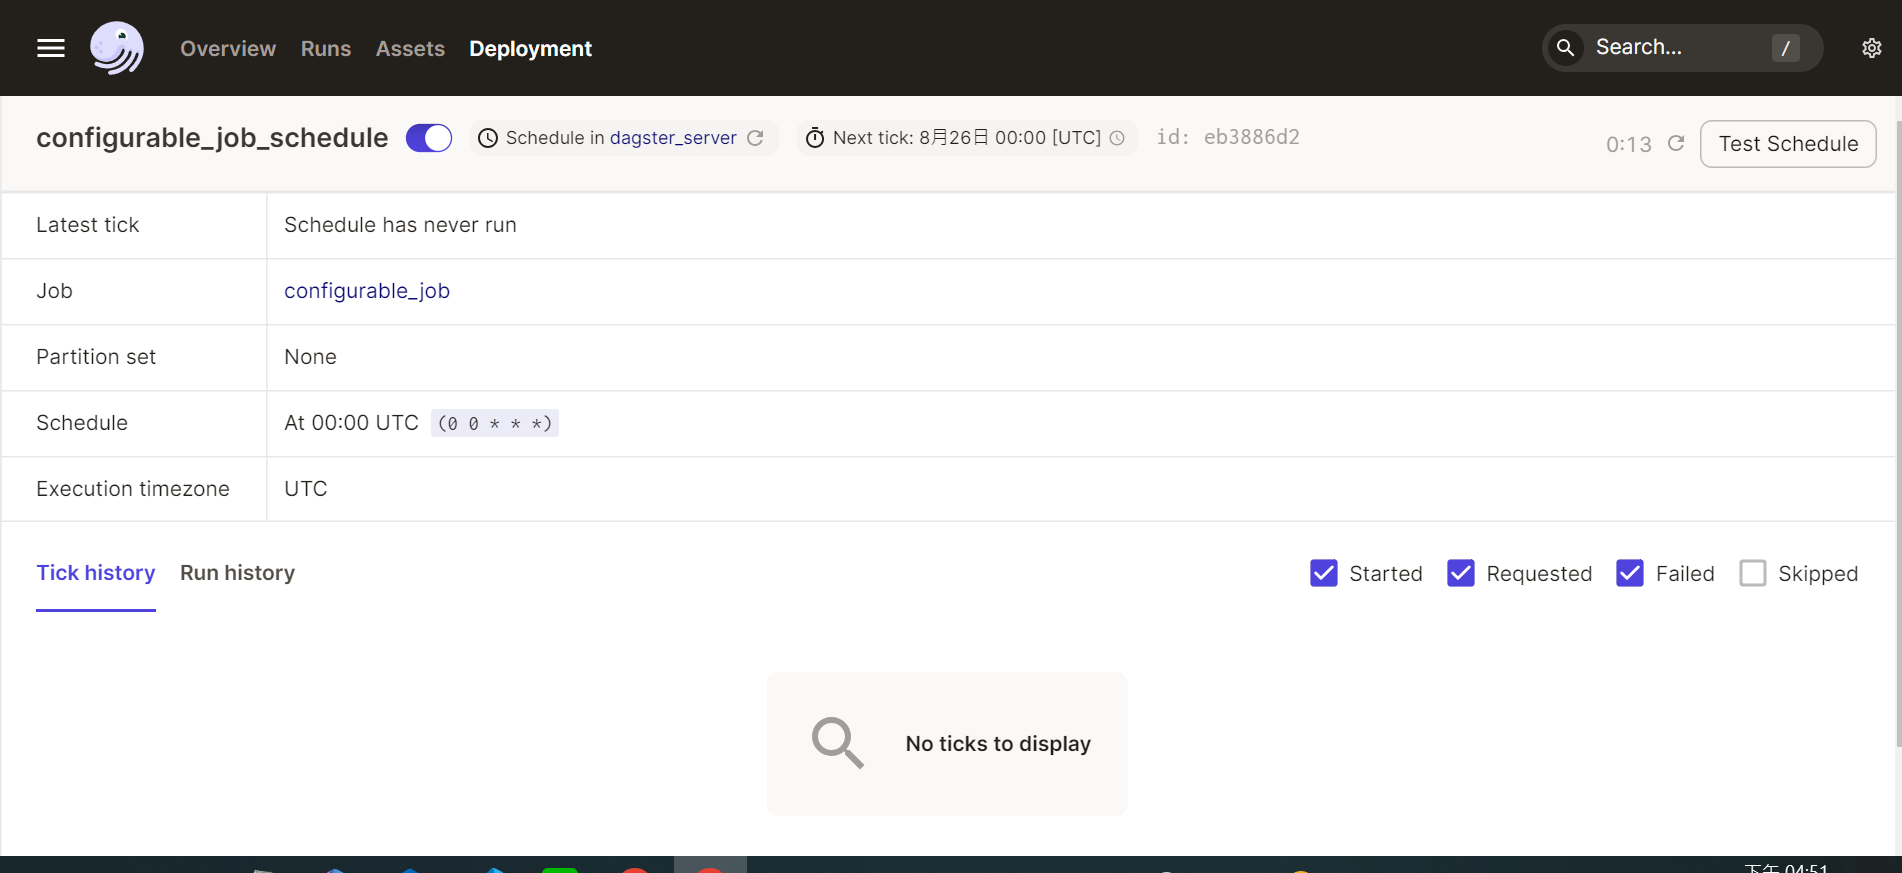 Overview Runs Assets Deployment Search... /
configurable_job_schedule Schedule in dagster_server Next tick: 8月26日 00:00 [UTC] id: eb3886d2 0:13 Test Schedule
Latest tick Schedule has never run
Job configurable_job
Partition set None
Schedule At 00:00 UTC (0 0 * * *)
Execution timezone UTC
Tick history Run history Started Requested Failed Skipped
No ticks to display
下午 04:51